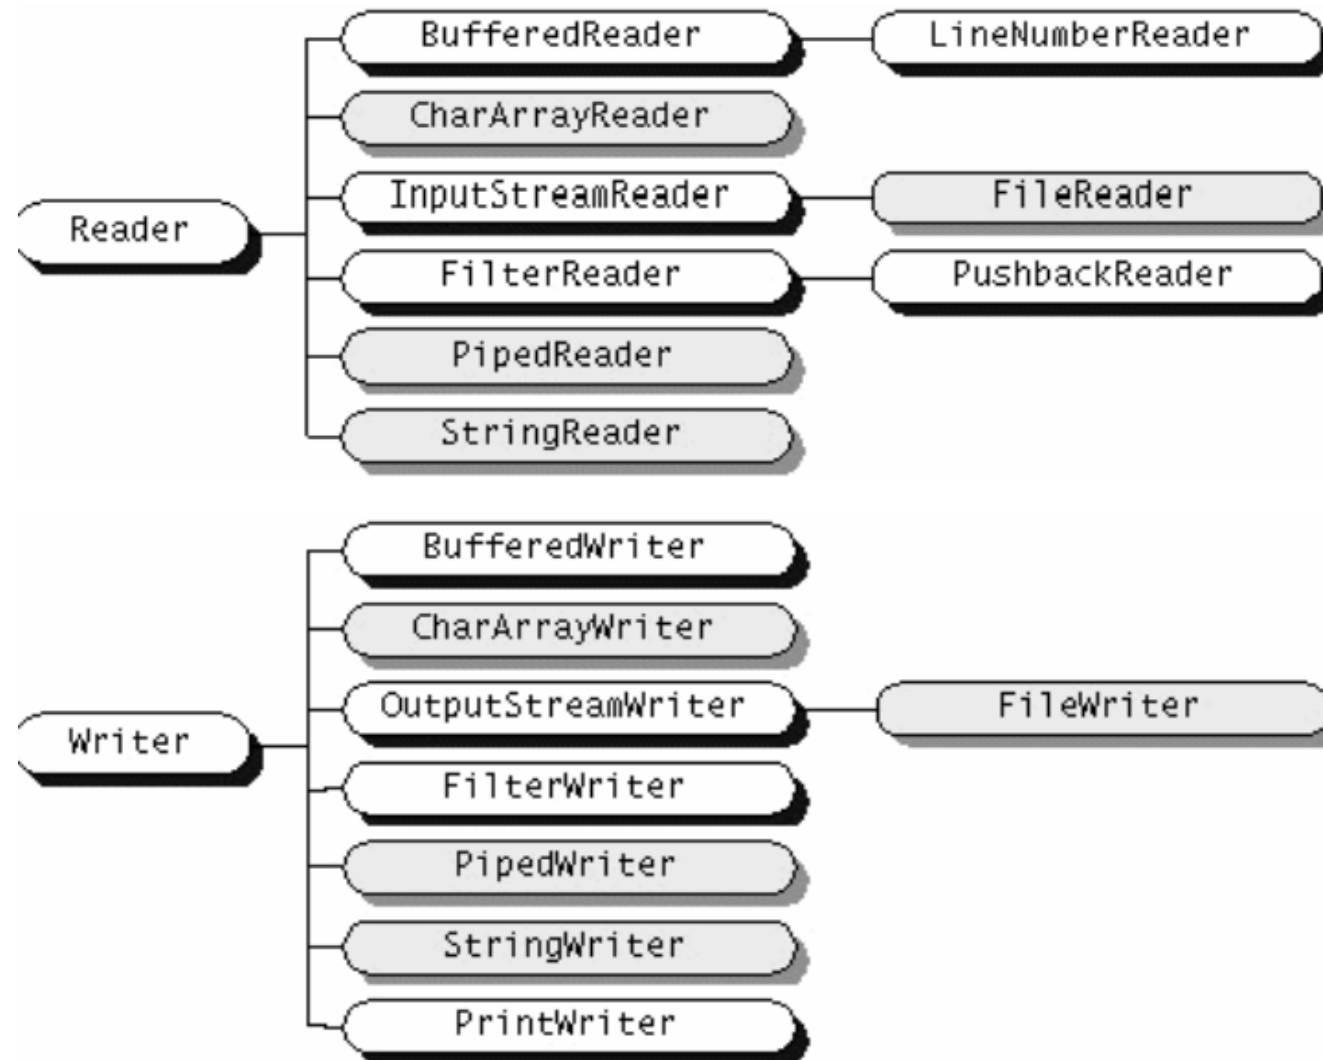 BufferedReader
LineNumberReader
CharArrayReader
InputStreamReader
FileReader
Reader
FilterReader
PushbackReader
PipedReader
StringReader
BufferedWriter
CharArrayWriter
OutputStreamWriter
FileWriter
Writer
FilterWriter
PipedWriter
StringWriter
PrintWriter